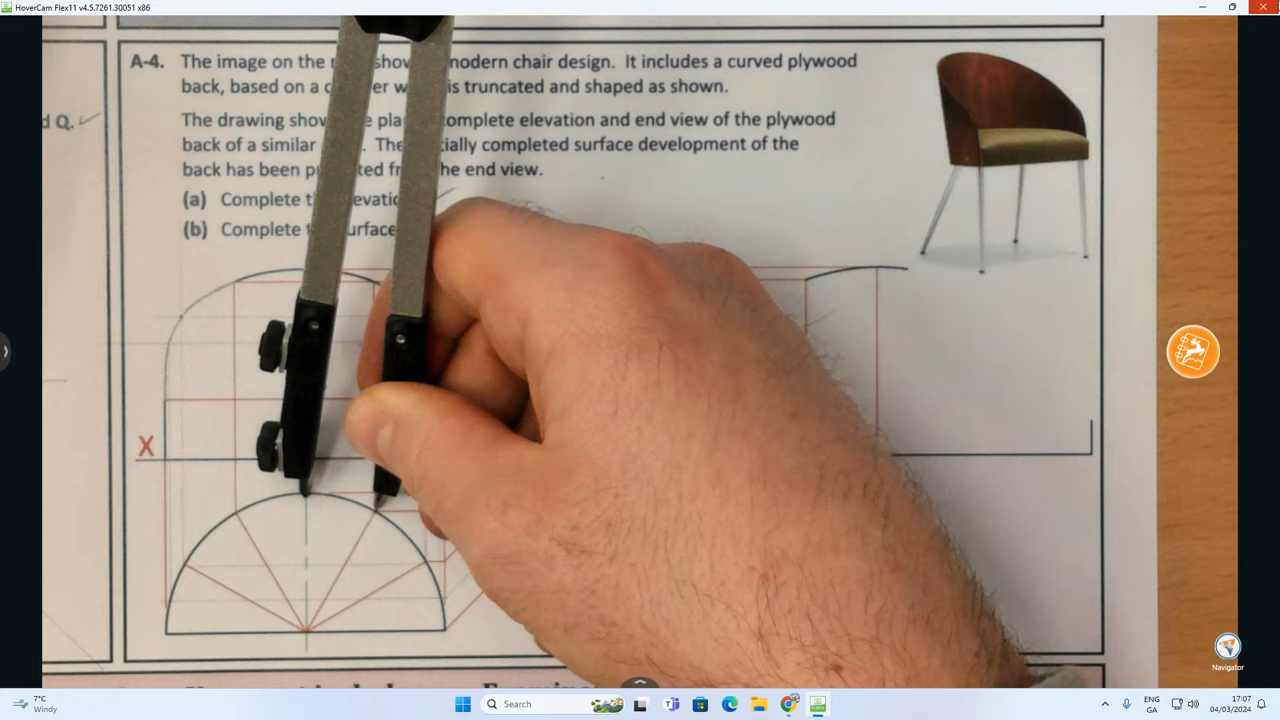 HoverCam Flex11 v4.5.7261.30051 x86
A-4. The image on the shov modern chair design. It includes a curved plywood
back, based on a c er w is truncated and shaped as shown.
d Q.
The drawing show e pla complete elevation and end view of the plywood
back of a similar The tially completed surface development of the
back has been p ted fr he end view.
(a) Complete t evatio
(b) Complete urface
X
Navigator
7°C
Windy
Search
ENG
GA
17:07
04/03/2024